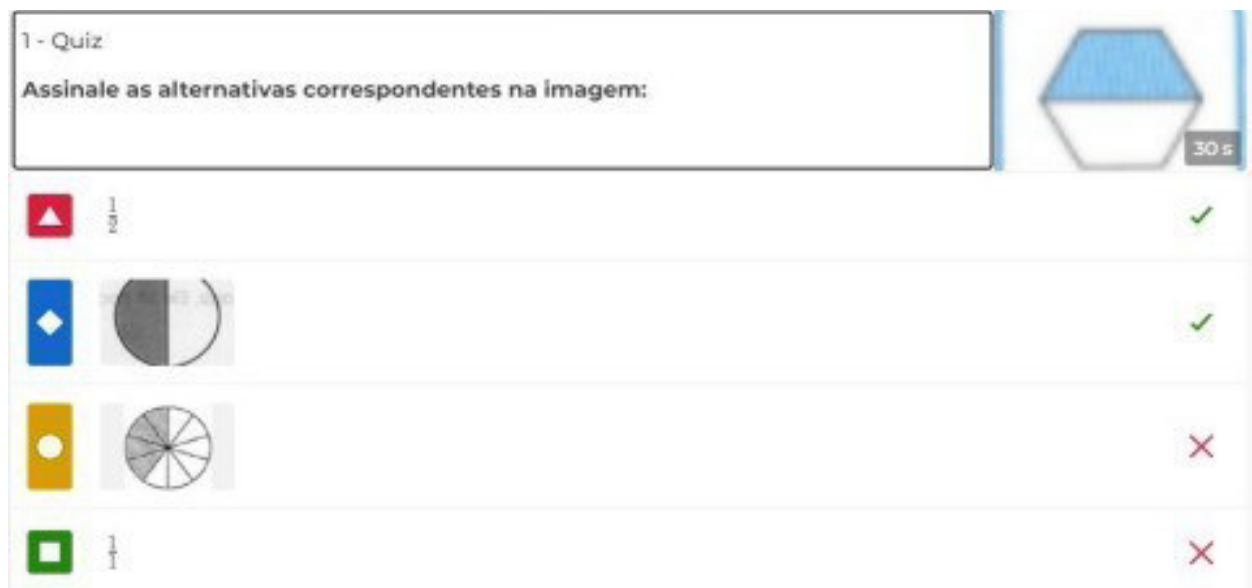 1 - Quiz
Assinale as alternativas correspondentes na imagem:
30 s
1/2
1/1